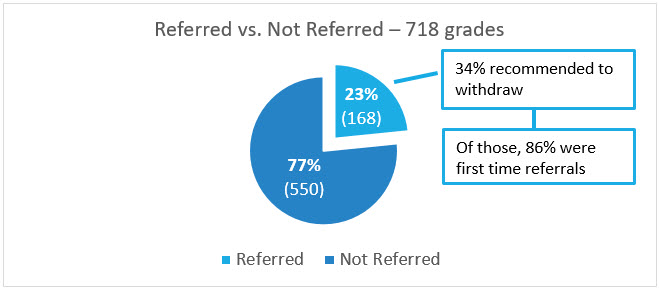 Referred vs. Not Referred – 718 grades
34% recommended to
withdraw
23%
(168)
Of those, 86% were
first time referrals
77%
(550)
Referred
Not Referred